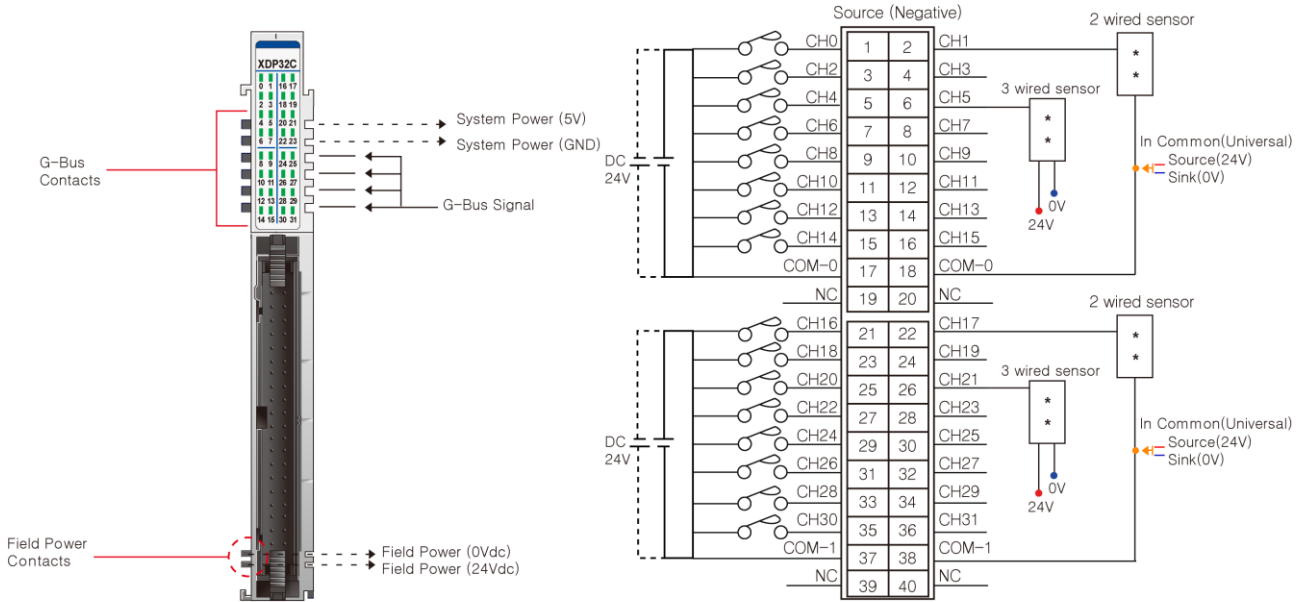 XDP32C
0 1 16 17
2 3 18 19
4 5 20 21
6 7 22 23
8 9 24 25
10 11 26 27
12 13 28 29
14 15 30 31
G-Bus
Contacts
System Power (5V)
System Power (GND)
G-Bus Signal
Field Power
Contacts
Field Power (0Vdc)
Field Power (24Vdc)
Source (Negative)
CH0 1 2 CH1
CH2 3 4 CH3
CH4 5 6 CH5
CH6 7 8 CH7
CH8 9 10 CH9
CH10 11 12 CH11
CH12 13 14 CH13
CH14 15 16 CH15
COM-0 17 18 COM-0
NC 19 20 NC
DC
24V
2 wired sensor
*
*
3 wired sensor
*
*
0V
24V
In Common(Universal)
Source(24V)
Sink(0V)
CH16 21 22 CH17
CH18 23 24 CH19
CH20 25 26 CH21
CH22 27 28 CH23
CH24 29 30 CH25
CH26 31 32 CH27
CH28 33 34 CH29
CH30 35 36 CH31
COM-1 37 38 COM-1
NC 39 40 NC
DC
24V
2 wired sensor
*
*
3 wired sensor
*
*
0V
24V
In Common(Universal)
Source(24V)
Sink(0V)